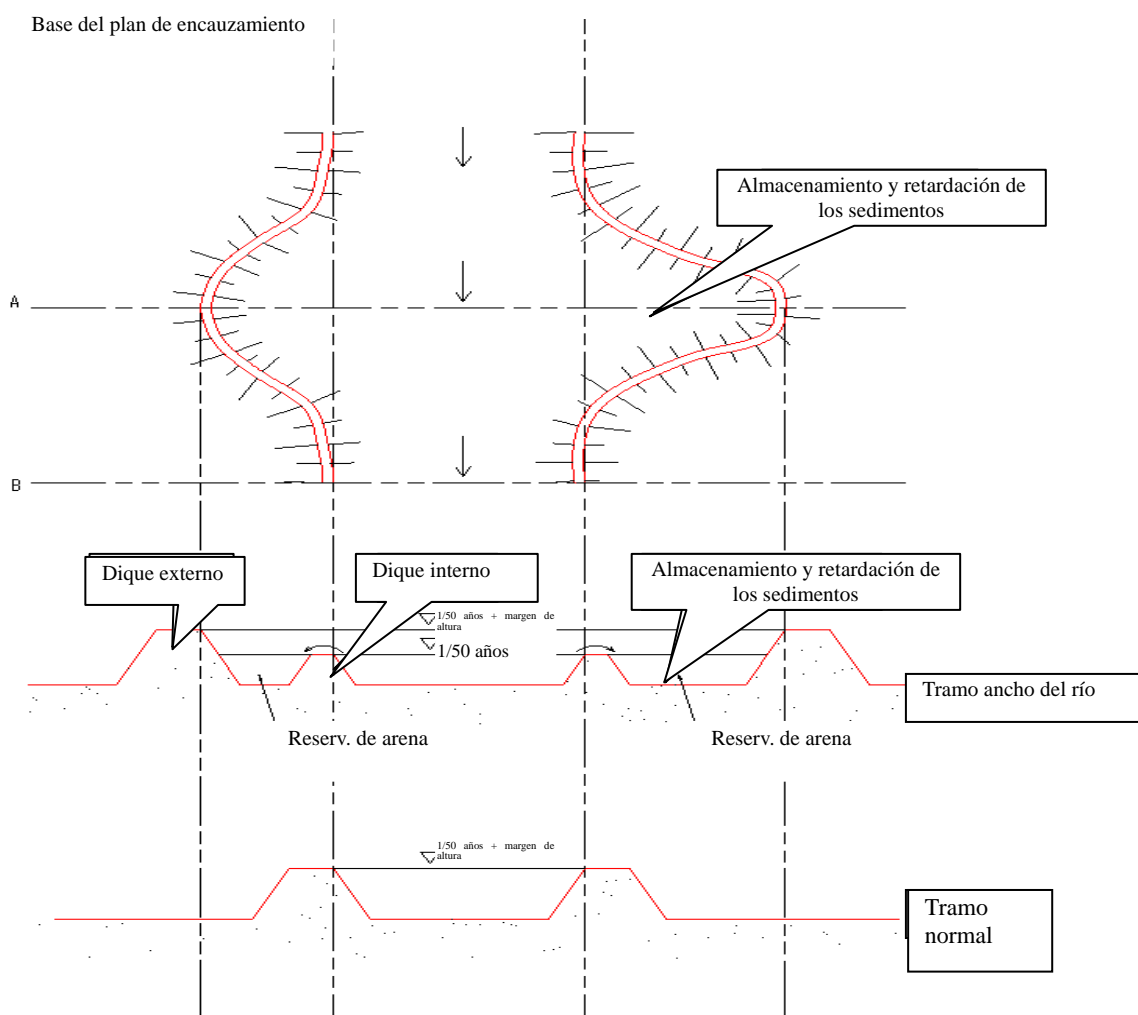 Base del plan de encauzamiento
Almacenamiento y retardación de
los sedimentos
A
B
Dique externo
Dique interno
Almacenamiento y retardación de
los sedimentos
1/50 años + margen de
altura
1/50 años
Tramo ancho del río
Reserv. de arena
Reserv. de arena
1/50 años + margen de
altura
Tramo
normal